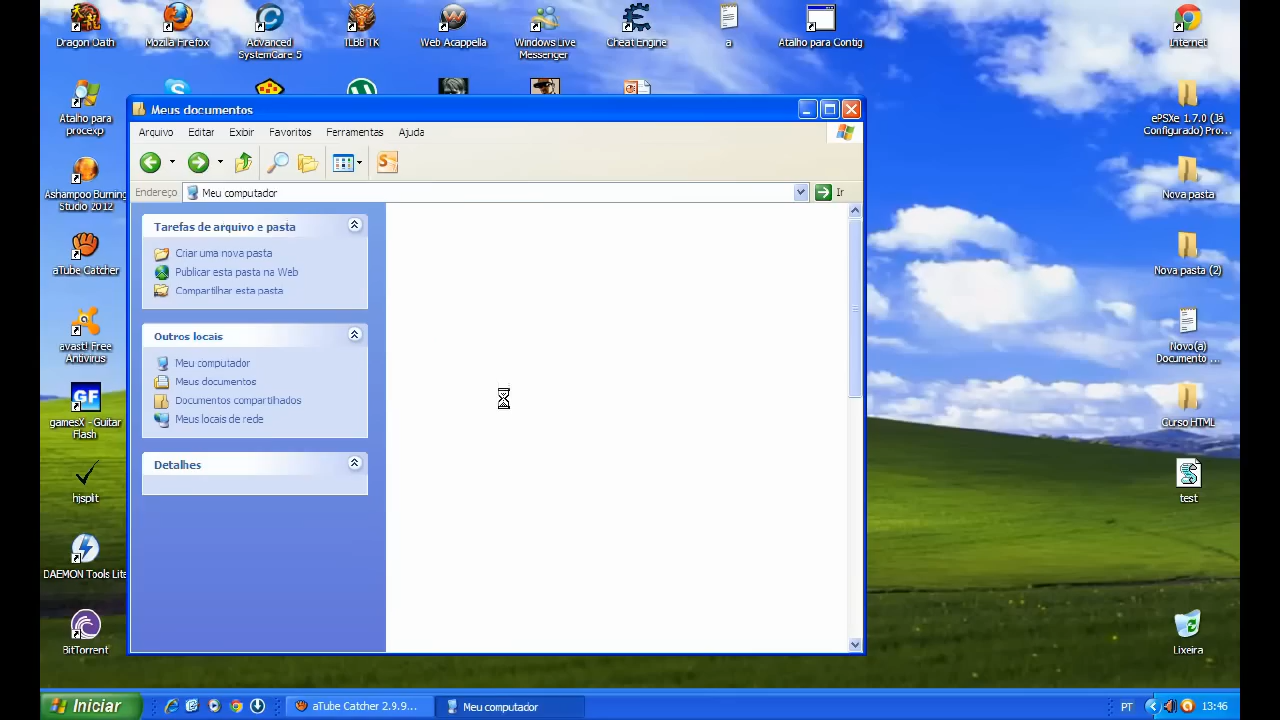 Dragon Oath
Mozilla Firefox
Advanced
SystemCare 5
TLBB TK
Web Acappella
Windows Live
Messenger
Cheat Engine
a
Atalho para Contig
Internet
Atalho para
procexp
Ashampoo Burning
Studio 2012
aTube Catcher
avast! Free
Antivirus
GF
gamesX - Guitar
Flash
hjsplit
DAEMON Tools Lite
BitTorrent
Meus documentos
Arquivo Editar Exibir Favoritos Ferramentas Ajuda
Endereço Meu computador Ir
Tarefas de arquivo e pasta
Criar uma nova pasta
Publicar esta pasta na Web
Compartilhar esta pasta
Outros locais
Meu computador
Meus documentos
Documentos compartilhados
Meus locais de rede
Detalhes
ePSXe 1.7.0 (Já
Configurado) Pro...
Nova pasta
Nova pasta (2)
Novo(a)
Documento ...
Curso HTML
test
Lixeira
Iniciar
aTube Catcher 2.9.9...
Meu computador
PT
13:46